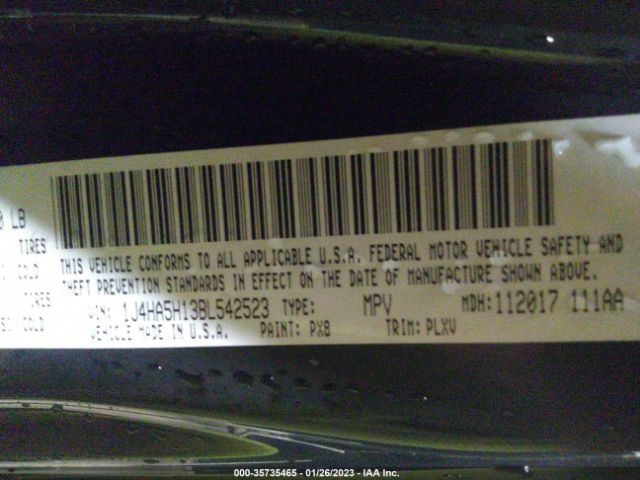 0 LB
TIRES
COLD
TIRES
COLD
THIS VEHICLE CONFORMS TO ALL APPLICABLE U.S.A. FEDERAL MOTOR VEHICLE SAFETY AND
THEFT PREVENTION STANDARDS IN EFFECT ON THE DATE OF MANUFACTURE SHOWN ABOVE.
VIN: 1J4HA5H13BL542523 TYPE: MPV MDH:112017 111AA
VEHICLE MADE IN U.S.A. PAINT: PX8 TRIM: PLXV
000-35735465 - 01/26/2023 - IAA Inc.